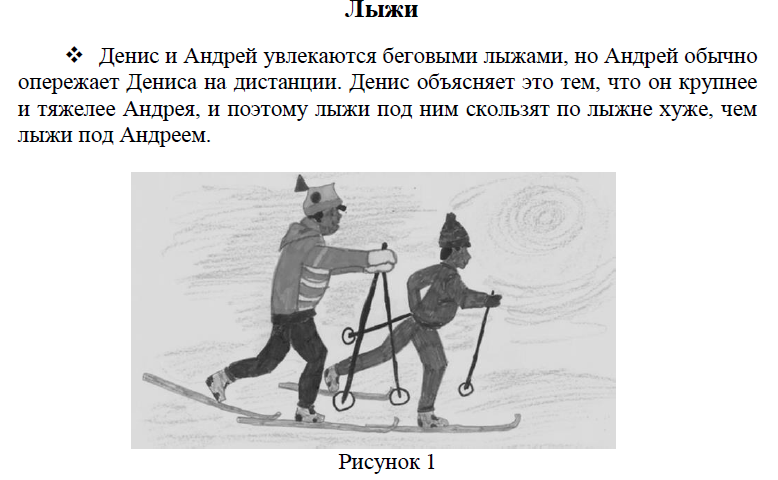 Лыжи
❖ Денис и Андрей увлекаются беговыми лыжами, но Андрей обычно
опережает Дениса на дистанции. Денис объясняет это тем, что он крупнее
и тяжелее Андрея, и поэтому лыжи под ним скользят по лыжне хуже, чем
лыжи под Андреем.
Рисунок 1